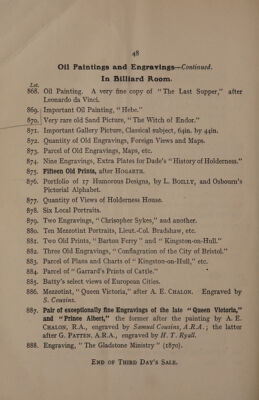 48
Oil Paintings and Engravings—Continued.
In Billiard Room.
Lot.
868. Oil Painting. A very fine copy of "The Last Supper," after
Leonardo da Vinci.
869. Important Oil Painting, "Hebe."
870. Very rare old Sand Picture, "The Witch of Endor."
871. Important Gallery Picture, Classical subject, 64in. by 44in.
872. Quantity of Old Engravings, Foreign Views and Maps.
873. Parcel of Old Engravings, Maps, etc.
874. Nine Engravings, Extra Plates for Dade's "History of Holderness."
875. Fifteen Old Prints, after HOGARTH.
876. Portfolio of 17 Humorous Designs, by L. BOILLY, and Osbourn's
Pictorial Alphabet.
877. Quantity of Views of Holderness House.
878. Six Local Portraits.
879. Two Engravings, "Chrisopher Sykes," and another.
880. Ten Mezzotint Portraits, Lieut.-Col. Bradshaw, etc.
881. Two Old Prints, "Barton Ferry" and "Kingston-on-Hull."
882. Three Old Engravings, "Conflagration of the City of Bristol."
883. Parcel of Plans and Charts of "Kingston-on-Hull," etc.
884. Parcel of "Garrard's Prints of Cattle."
885. Batty's select views of European Cities.
886. Mezzotint, "Queen Victoria," after A. E. CHALON. Engraved by
S. Cousins.
887. Pair of exceptionally fine Engravings of the late "Queen Victoria,"
and "Prince Albert," the former after the painting by A. E.
CHALON, R.A., engraved by Samuel Cousins, A.R.A.; the latter
after G. PATTEN, A.R.A., engraved by H. T. Ryall.
888. Engraving, "The Gladstone Ministry" (1870).
END OF THIRD DAY'S SALE.